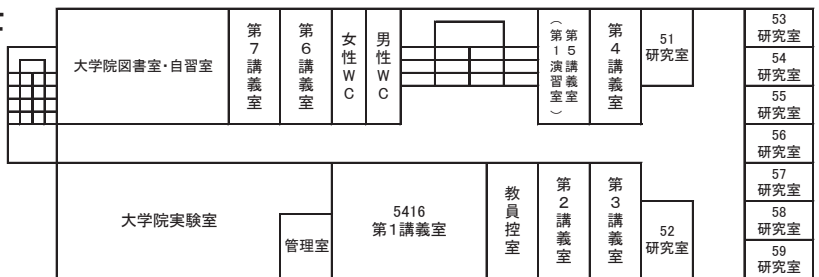 大学院図書室・自習室
第7講義室
第6講義室
女性WC
男性WC
第5講義室
（第1演習室）
第4講義室
51
研究室
53
研究室
54
研究室
55
研究室
56
研究室
57
研究室
58
研究室
59
研究室
大学院実験室
管理室
5416
第1講義室
教員控室
第2講義室
第3講義室
52
研究室